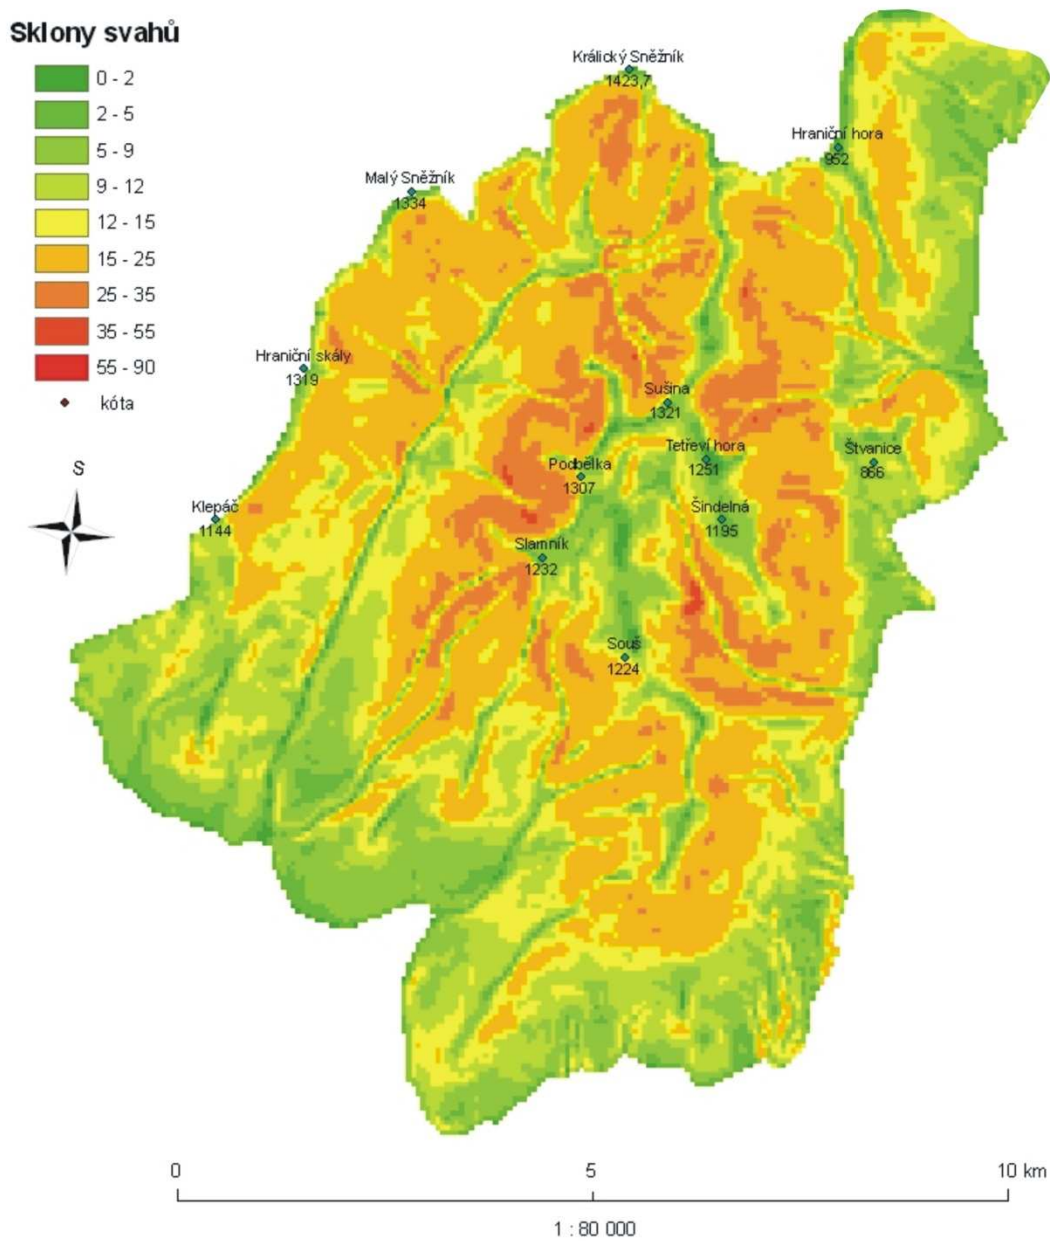 Sklony svahů
0 - 2
2 - 5
5 - 9
9 - 12
12 - 15
15 - 25
25 - 35
35 - 55
55 - 90
kóta
S
Králický Sněžník
1423,7
Hraniční hora
952
Malý Sněžník
1334
Hraniční skály
1319
Sušina
1321
Tetřeví hora
1251
Štvanice
866
Podbělka
1307
Klepáč
1144
Šindelná
1195
Slamník
1232
Souš
1224
0
5
10 km
1 : 80 000